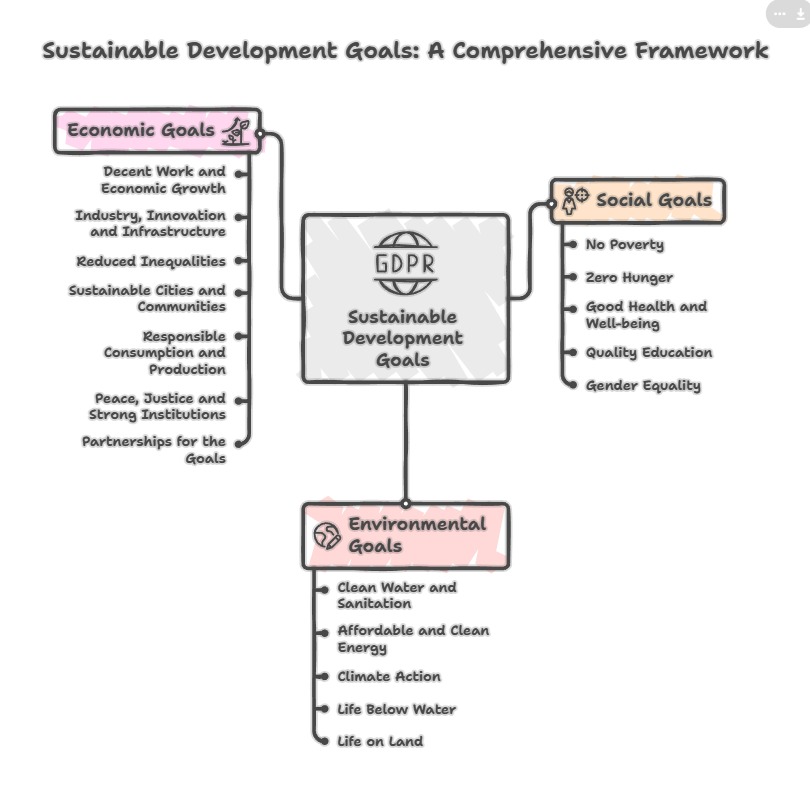 Sustainable Development Goals: A Comprehensive Framework
Economic Goals
Decent Work and
Economic Growth
Industry, Innovation
and Infrastructure
Reduced Inequalities
Sustainable Cities and
Communities
Responsible
Consumption and
Production
Peace, Justice and
Strong Institutions
Partnerships for the
Goals
GDPR
Sustainable
Development
Goals
Social Goals
No Poverty
Zero Hunger
Good Health and
Well-being
Quality Education
Gender Equality
Environmental
Goals
Clean Water and
Sanitation
Affordable and Clean
Energy
Climate Action
Life Below Water
Life on Land